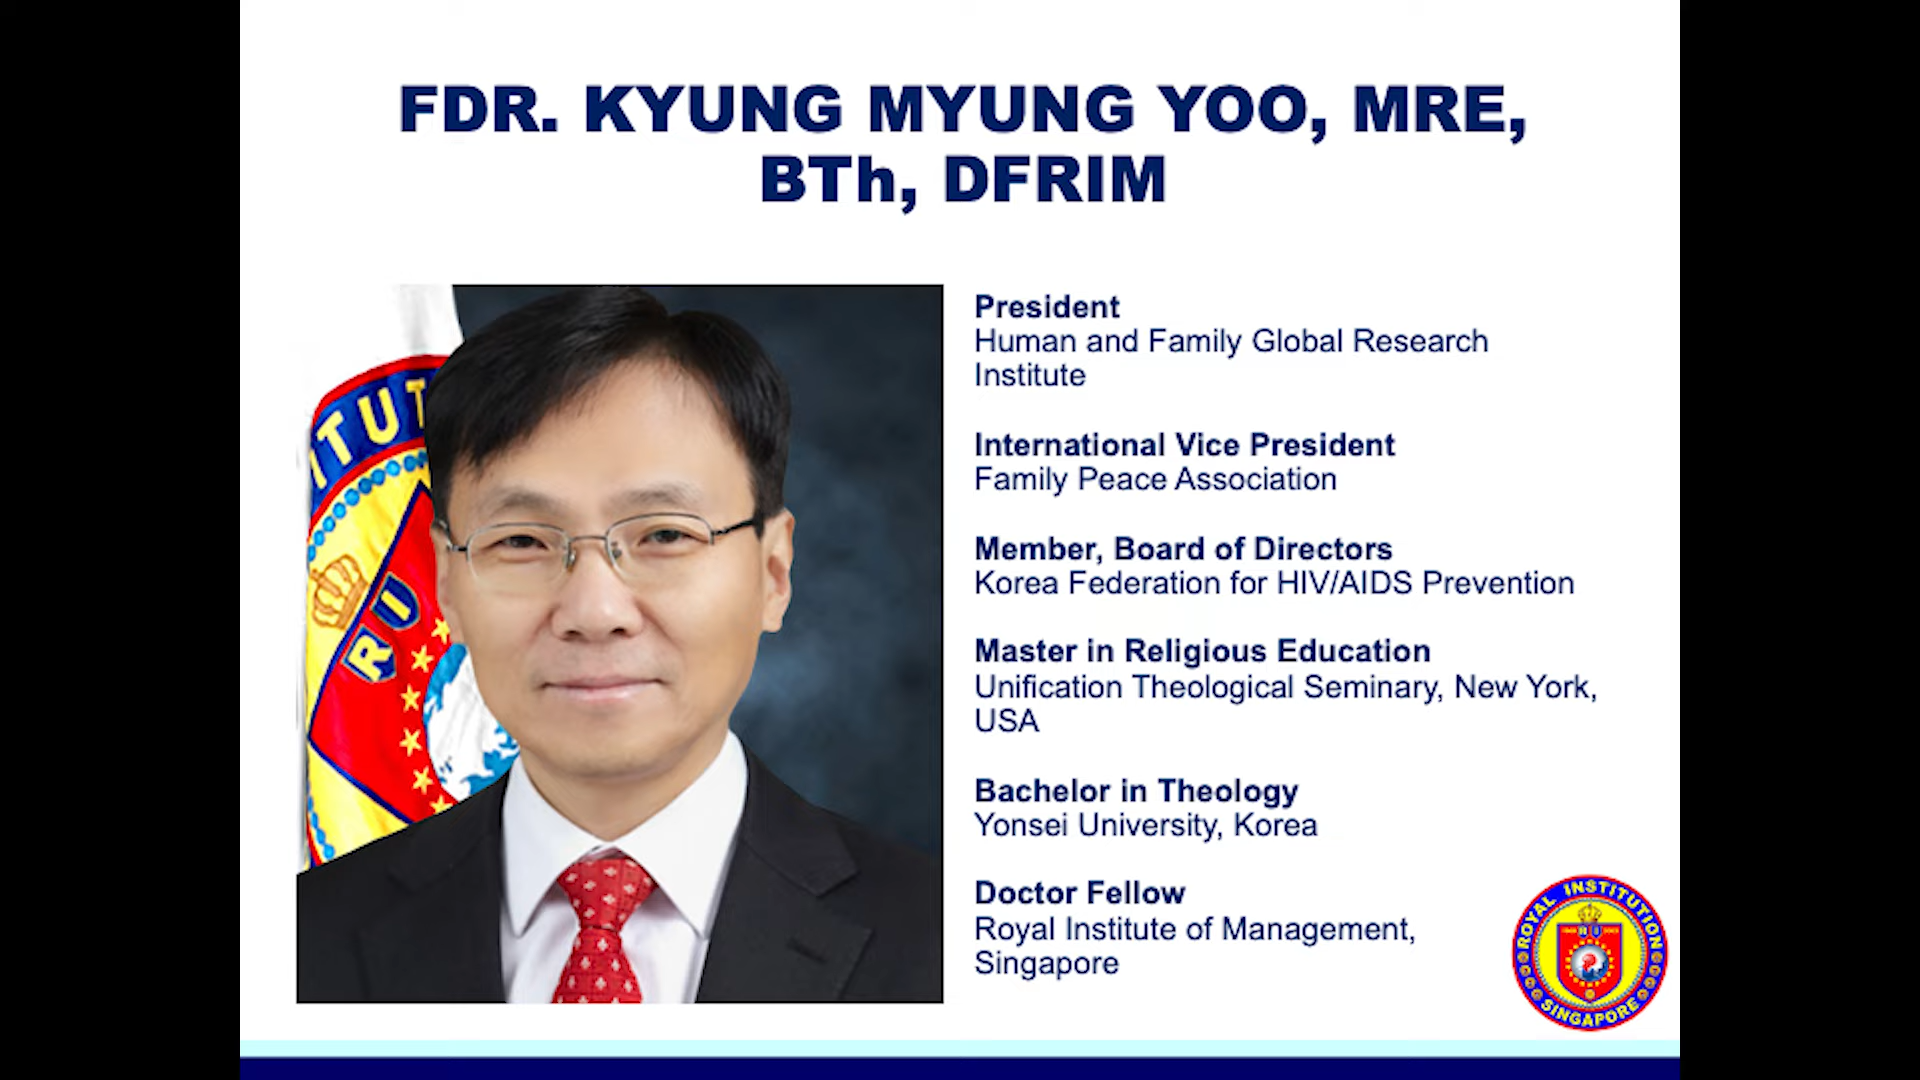 FDR. KYUNG MYUNG YOO, MRE,
BTh, DFRIM
ITUT
RI
President
Human and Family Global Research
Institute
International Vice President
Family Peace Association
Member, Board of Directors
Korea Federation for HIV/AIDS Prevention
Master in Religious Education
Unification Theological Seminary, New York,
USA
Bachelor in Theology
Yonsei University, Korea
Doctor Fellow
Royal Institute of Management,
Singapore
ROYAL INSTITUTION
SINGAPORE